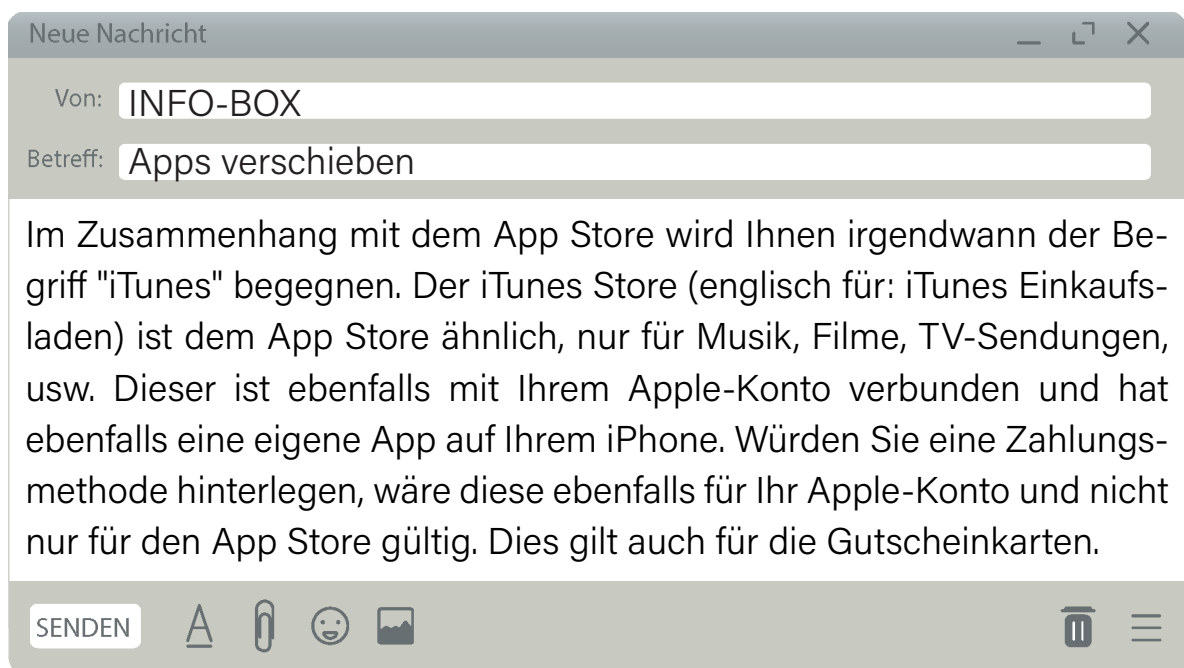 Neue Nachricht
Von: INFO-BOX
Betreff: Apps verschieben
Im Zusammenhang mit dem App Store wird Ihnen irgendwann der Be-
griff "iTunes" begegnen. Der iTunes Store (englisch für: iTunes Einkaufs-
laden) ist dem App Store ähnlich, nur für Musik, Filme, TV-Sendungen,
usw. Dieser ist ebenfalls mit Ihrem Apple-Konto verbunden und hat
ebenfalls eine eigene App auf Ihrem iPhone. Würden Sie eine Zahlungs-
methode hinterlegen, wäre diese ebenfalls für Ihr Apple-Konto und nicht
nur für den App Store gültig. Dies gilt auch für die Gutscheinkarten.
SENDEN A